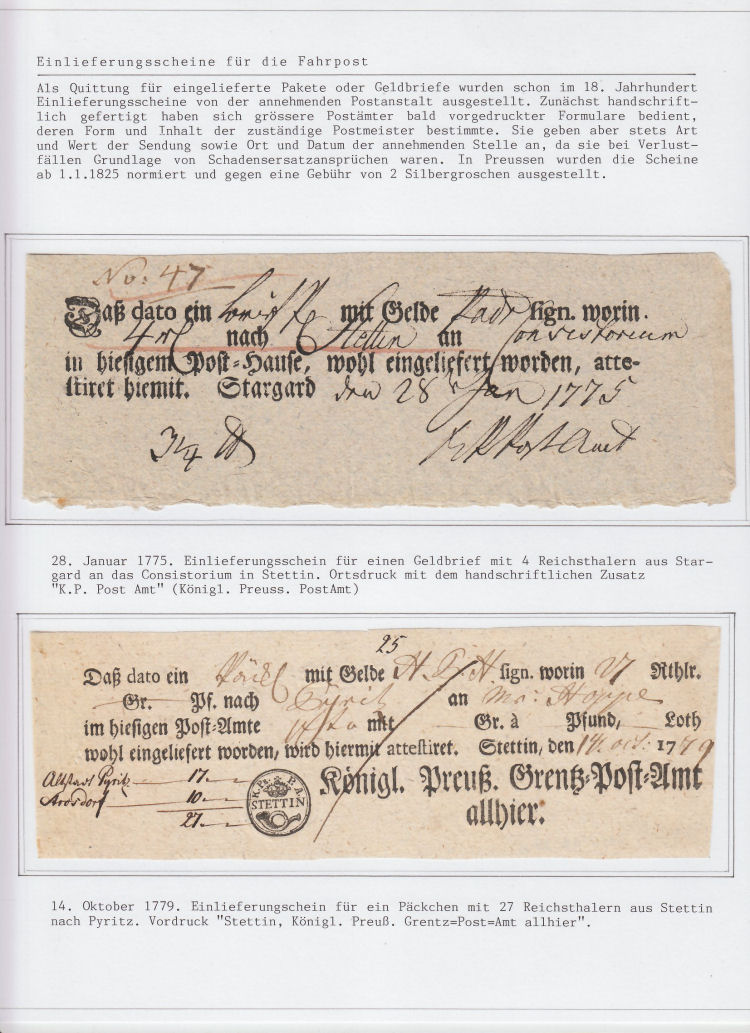 Einlieferungsscheine für die Fahrpost
Als Quittung für eingelieferte Pakete oder Geldbriefe wurden schon im 18. Jahrhundert
Einlieferungsscheine von der annehmenden Postanstalt ausgestellt. Zunächst handschrift-
lich gefertigt haben sich grössere Postämter bald vorgedruckter Formulare bedient,
deren Form und Inhalt der zuständige Postmeister bestimmte. Sie geben aber stets Art
und Wert der Sendung sowie Ort und Datum der annehmenden Stelle an, da sie bei Verlust-
fällen Grundlage von Schadensersatzansprüchen waren. In Preussen wurden die Scheine
ab 1.1.1825 normiert und gegen eine Gebühr von 2 Silbergroschen ausgestellt.
No: 47
Daß dato ein mit Gelde sign. worin.
4 nach Stettin an Consistorium
in hiesigem Post=Hause, wohl eingeliefert worden, atte-
stiret hiemit. Stargard den 28 Jan 1775
3/4 Post Amt
28. Januar 1775. Einlieferungsschein für einen Geldbrief mit 4 Reichsthalern aus Star-
gard an das Consistorium in Stettin. Ortsdruck mit dem handschriftlichen Zusatz
"K.P. Post Amt" (Königl. Preuss. PostAmt)
25
Daß dato ein mit Gelde H. sign. worin 27 Rthlr.
Gr. Pf. nach Pyritz an Hoppe
im hiesigen Post=Amte mit Gr. à Pfund, Loth
wohl eingeliefert worden, wird hiermit attestiret. Stettin, den 14. oct: 1779
Altstadt Pyritz 17.
10.
27.
STETTIN
Königl. Preuß. Grentz=Post=Amt
allhier.
14. Oktober 1779. Einlieferungschein für ein Päckchen mit 27 Reichsthalern aus Stettin
nach Pyritz. Vordruck "Stettin, Königl. Preuß. Grentz=Post=Amt allhier".